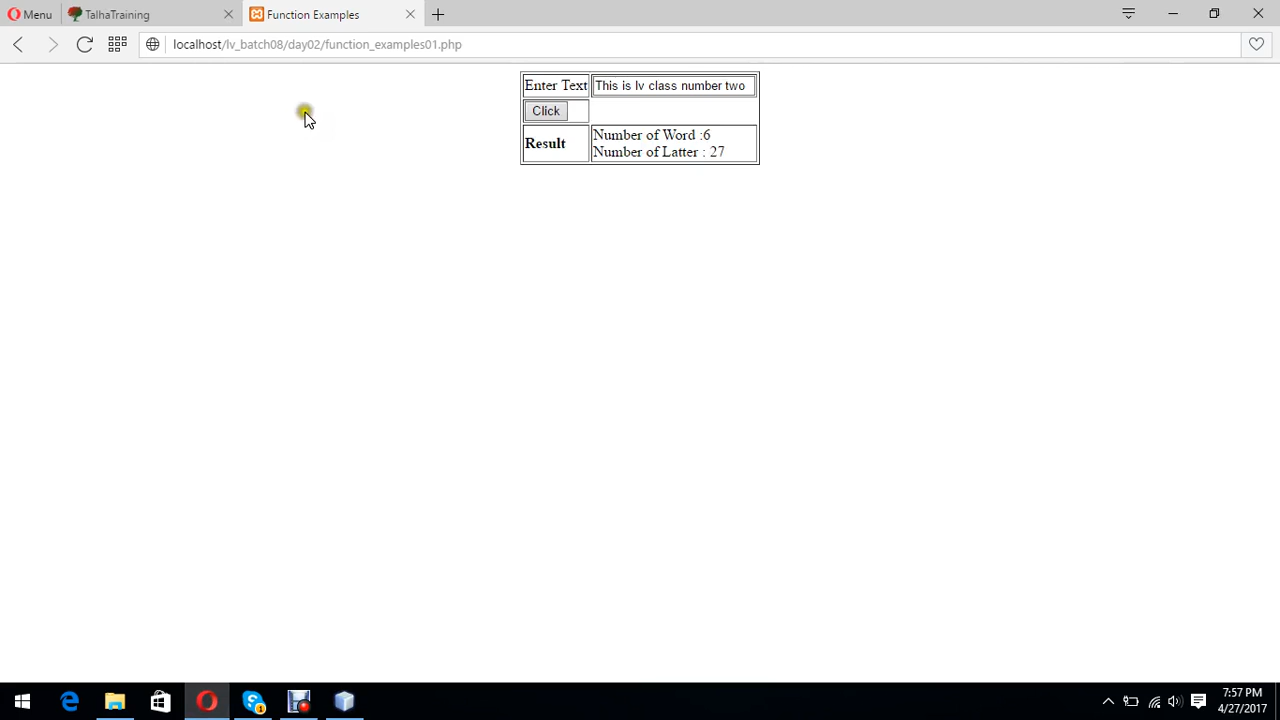 Menu
TalhaTraining
Function Examples
localhost/lv_batch08/day02/function_examples01.php
Enter Text
This is lv class number two
Click
Result
Number of Word :6
Number of Latter : 27
1
7:57 PM
4/27/2017